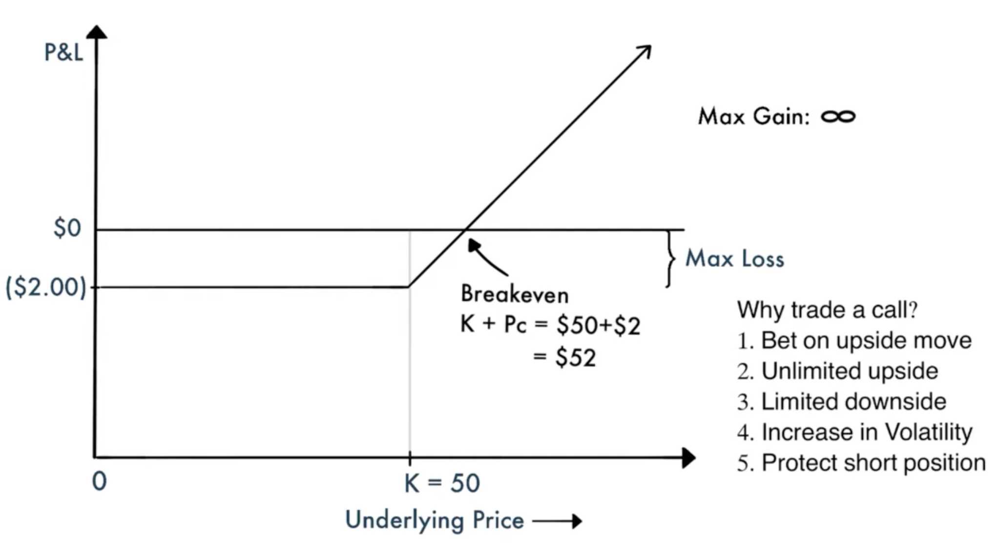 P&L
Max Gain: ∞
$0
Max Loss
($2.00)
Breakeven
K + Pc = $50+$2
= $52
Why trade a call?
1. Bet on upside move
2. Unlimited upside
3. Limited downside
4. Increase in Volatility
5. Protect short position
0
K = 50
Underlying Price